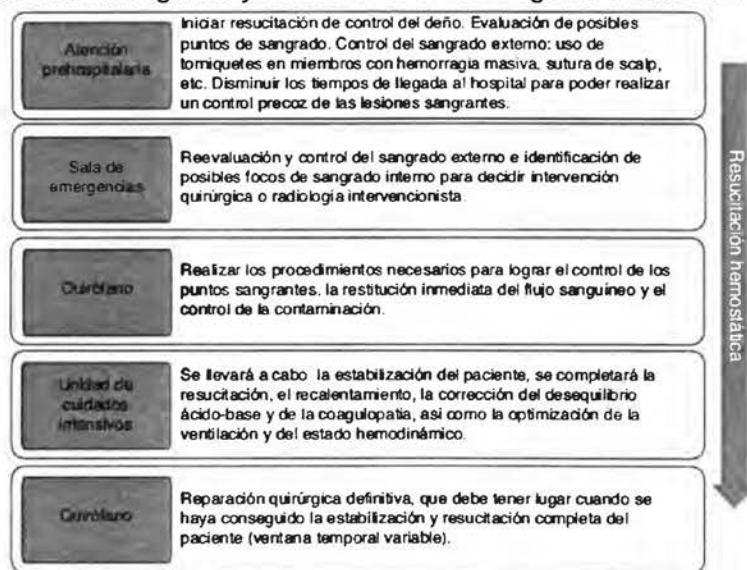 Atención
prehospitalaria
Iniciar resucitación de control del deño. Evaluación de posibles
puntos de sangrado. Control del sangrado externo: uso de
torniquetes en miembros con hemorragia masiva, sutura de scalp,
etc. Disminuir los tiempos de llegada al hospital para poder realizar
un control precoz de las lesiones sangrantes.
Sala de
emergencias
Reevaluación y control del sangrado externo e identificación de
posibles focos de sangrado interno para decidir intervención
quirúrgica o radiología intervencionista.
Quirófano
Realizar los procedimientos necesarios para lograr el control de los
puntos sangrantes, la restitución inmediata del flujo sanguíneo y el
control de la contaminación.
Unidad de
cuidados
intensivos
Se llevará a cabo la estabilización del paciente, se completará la
resucitación, el recalentamiento, la corrección del desequilibrio
ácido-base y de la coagulopatía, así como la optimización de la
ventilación y del estado hemodinámico.
Quirófano
Reparación quirúrgica definitiva, que debe tener lugar cuando se
haya conseguido la estabilización y resucitación completa del
paciente (ventana temporal variable).
Resucitación hemostática